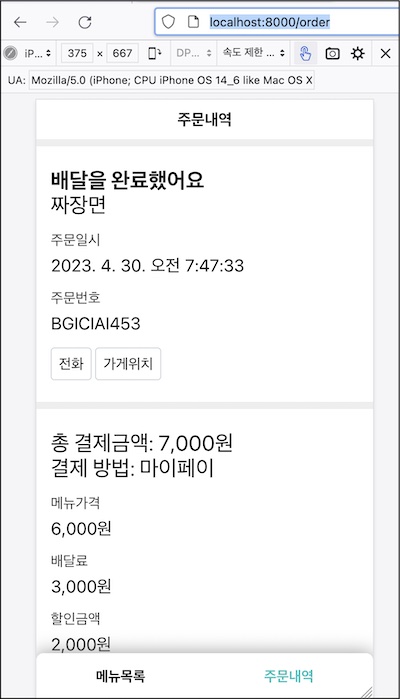 localhost:8000/order
iP...
375 x 667
DP...
속도 제한 ...
UA: Mozilla/5.0 (iPhone; CPU iPhone OS 14_6 like Mac OS X
주문내역
배달을 완료했어요
짜장면
주문일시
2023. 4. 30. 오전 7:47:33
주문번호
BGICIAI453
전화 가게위치
총 결제금액: 7,000원
결제 방법: 마이페이
메뉴가격
6,000원
배달료
3,000원
할인금액
2,000원
메뉴목록 주문내역